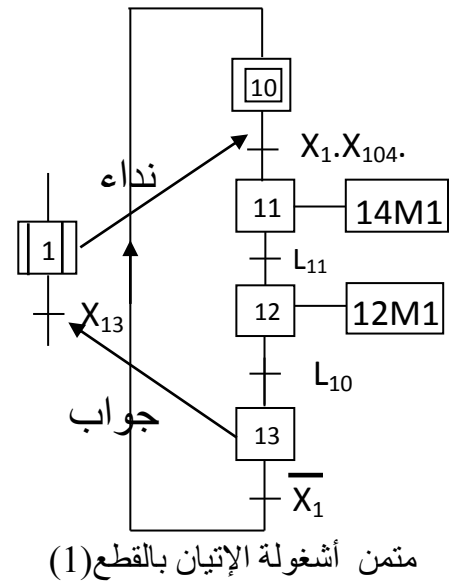 10
X₁.X₁₀₄.
نداء
11
14M1
1
L₁₁
X₁₃
12
12M1
L₁₀
جواب
13
X̅₁
متمن أشغولة الإتيان بالقطع(1)